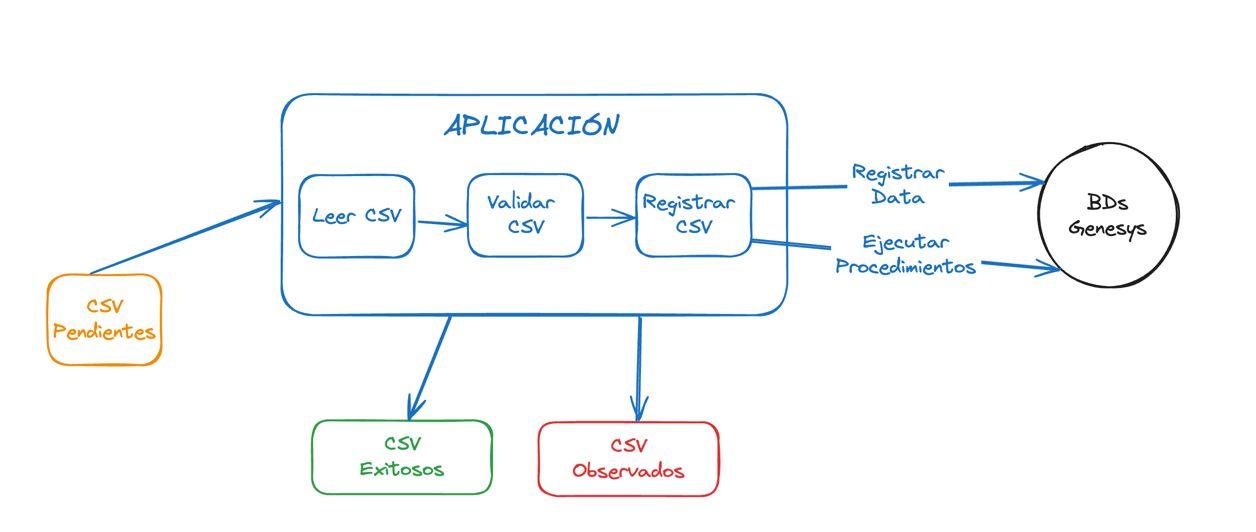 APLICACIÓN
Leer CSV
Validar
CSV
Registrar
CSV
Registrar
Data
Ejecutar
Procedimientos
BDs
Genesys
CSV
Pendientes
CSV
Exitosos
CSV
Observados